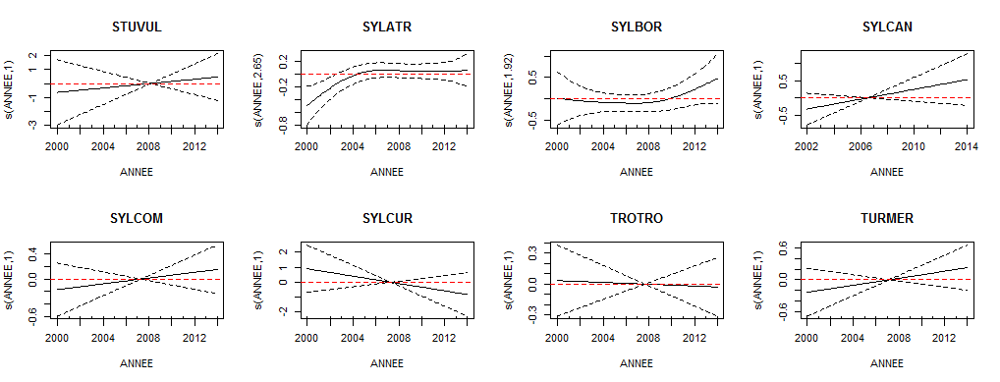 STUVUL
s(ANNEE,1)
2
1
-1
-3
2000 2004 2008 2012
ANNEE
SYLATR
s(ANNEE,2.65)
0.2
-0.2
-0.8
2000 2004 2008 2012
ANNEE
SYLBOR
s(ANNEE,1.92)
0.5
-0.5
2000 2004 2008 2012
ANNEE
SYLCAN
s(ANNEE,1)
0.5
-0.5
2002 2006 2010 2014
ANNEE
SYLCOM
s(ANNEE,1)
0.4
0.0
-0.6
2000 2004 2008 2012
ANNEE
SYLCUR
s(ANNEE,1)
2
1
0
-2
2000 2004 2008 2012
ANNEE
TROTRO
s(ANNEE,1)
0.3
0.0
-0.3
2000 2004 2008 2012
ANNEE
TURMER
s(ANNEE,1)
0.6
0.0
-0.6
2000 2004 2008 2012
ANNEE